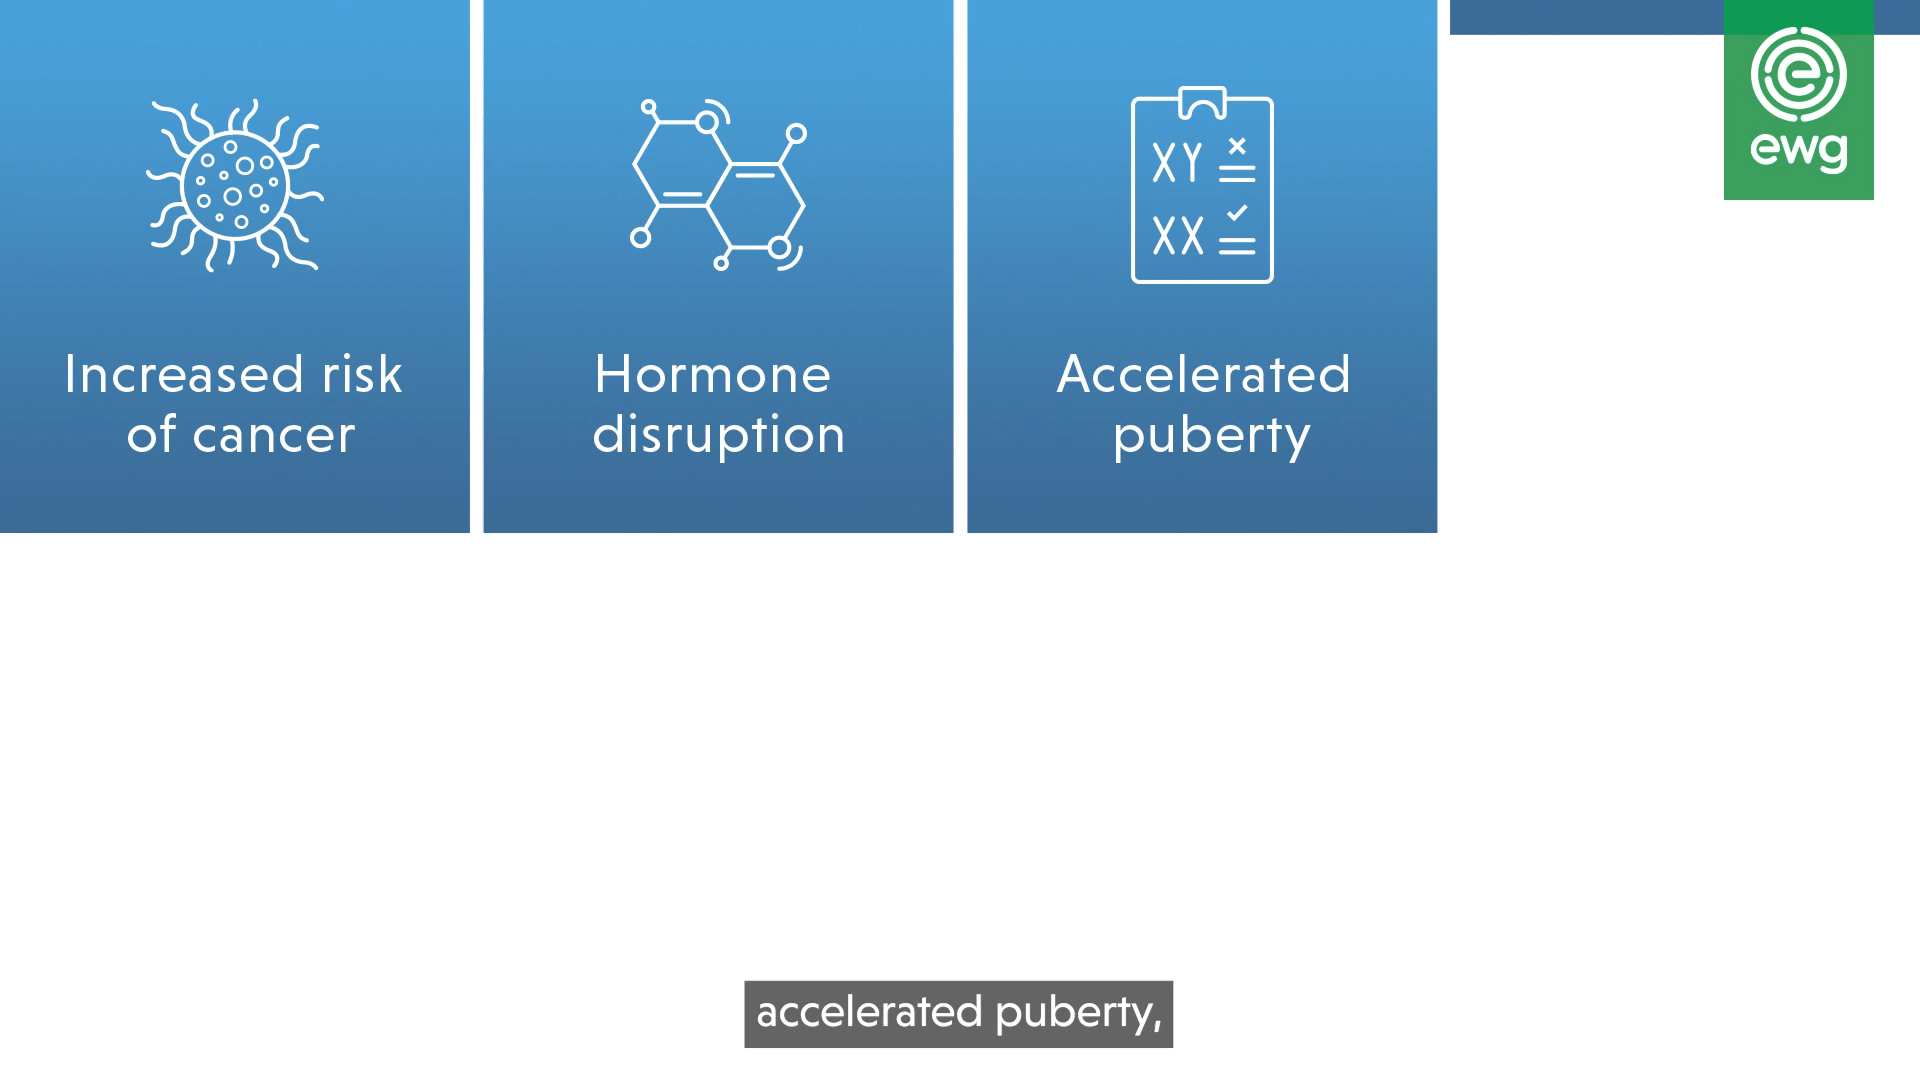 Increased risk
of cancer
Hormone
disruption
XY
XX
Accelerated
puberty
e
ewg
accelerated puberty,